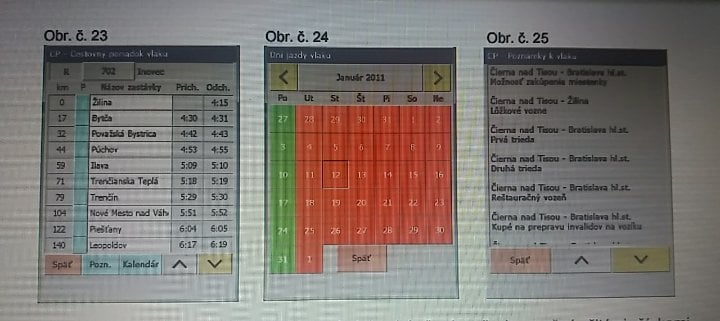 Obr. č. 23
CP - Cestovný poriadok vlaku
R 702 Inovec
km P Názov zastávky Prích. Odch.
0 Žilina 4:15
17 Bytča 4:30 4:31
32 Považská Bystrica 4:42 4:43
44 Púchov 4:53 4:55
59 Ilava 5:09 5:10
71 Trenčianska Teplá 5:18 5:19
79 Trenčín 5:29 5:30
104 Nové Mesto nad Váh 5:51 5:52
122 Piešťany 6:04 6:05
140 Leopoldov 6:17 6:19
Späť Pozn. Kalendár
Obr. č. 24
Dni jazdy vlaku
Január 2011
Po Ut St Št Pi So Ne
27 28 29 30 31 1 2
3 4 5 6 7 8 9
10 11 12 13 14 15 16
17 18 19 20 21 22 23
24 25 26 27 28 29 30
31 1
Späť
Obr. č. 25
CP - Poznámky k vlaku
Čierna nad Tisou - Bratislava hl.st.
Možnosť zakúpenia miestenky
Čierna nad Tisou - Žilina
Lôžkové vozne
Čierna nad Tisou - Bratislava hl.st.
Prvá trieda
Čierna nad Tisou - Bratislava hl.st.
Druhá trieda
Čierna nad Tisou - Bratislava hl.st.
Reštauračný vozeň
Čierna nad Tisou - Bratislava hl.st.
Kupé na prepravu invalidov na vozíku
Čierna nad Tisou - Bratislava hl.st.
Späť